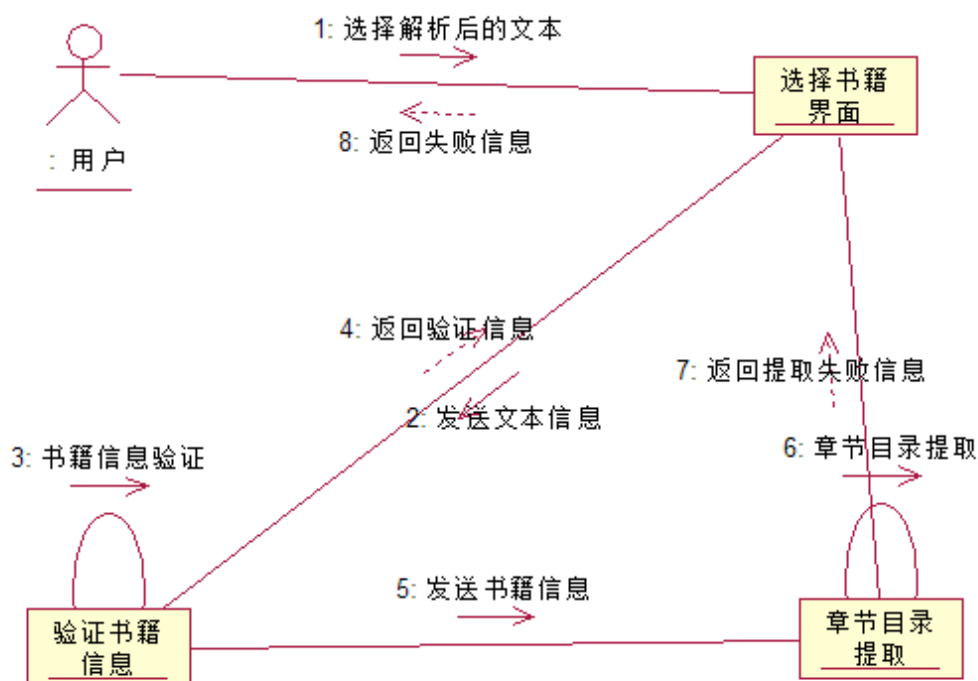 1: 选择解析后的文本
选择书籍
界面
8: 返回失败信息
: 用户
4: 返回验证信息
7: 返回提取失败信息
2: 发送文本信息
3: 书籍信息验证
6: 章节目录提取
5: 发送书籍信息
验证书籍
信息
章节目录
提取